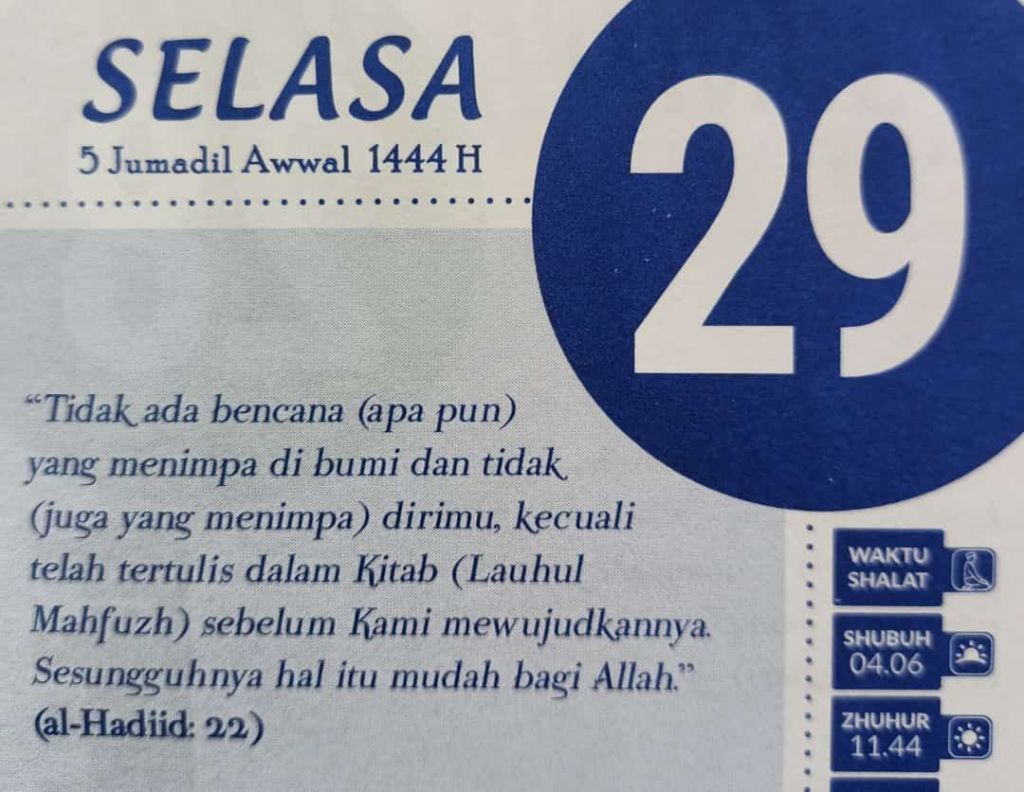 SELASA
5 Jumadil Awwal 1444 H
29
“Tidak ada bencana (apa pun)
yang menimpa di bumi dan tidak
(juga yang menimpa) dirimu, kecuali
telah tertulis dalam Kitab (Lauhul
Mahfuzh) sebelum Kami mewujudkannya.
Sesungguhnya hal itu mudah bagi Allah.”
(al-Hadiid: 22)
WAKTU
SHALAT
SHUBUH
04.06
ZHUHUR
11.44